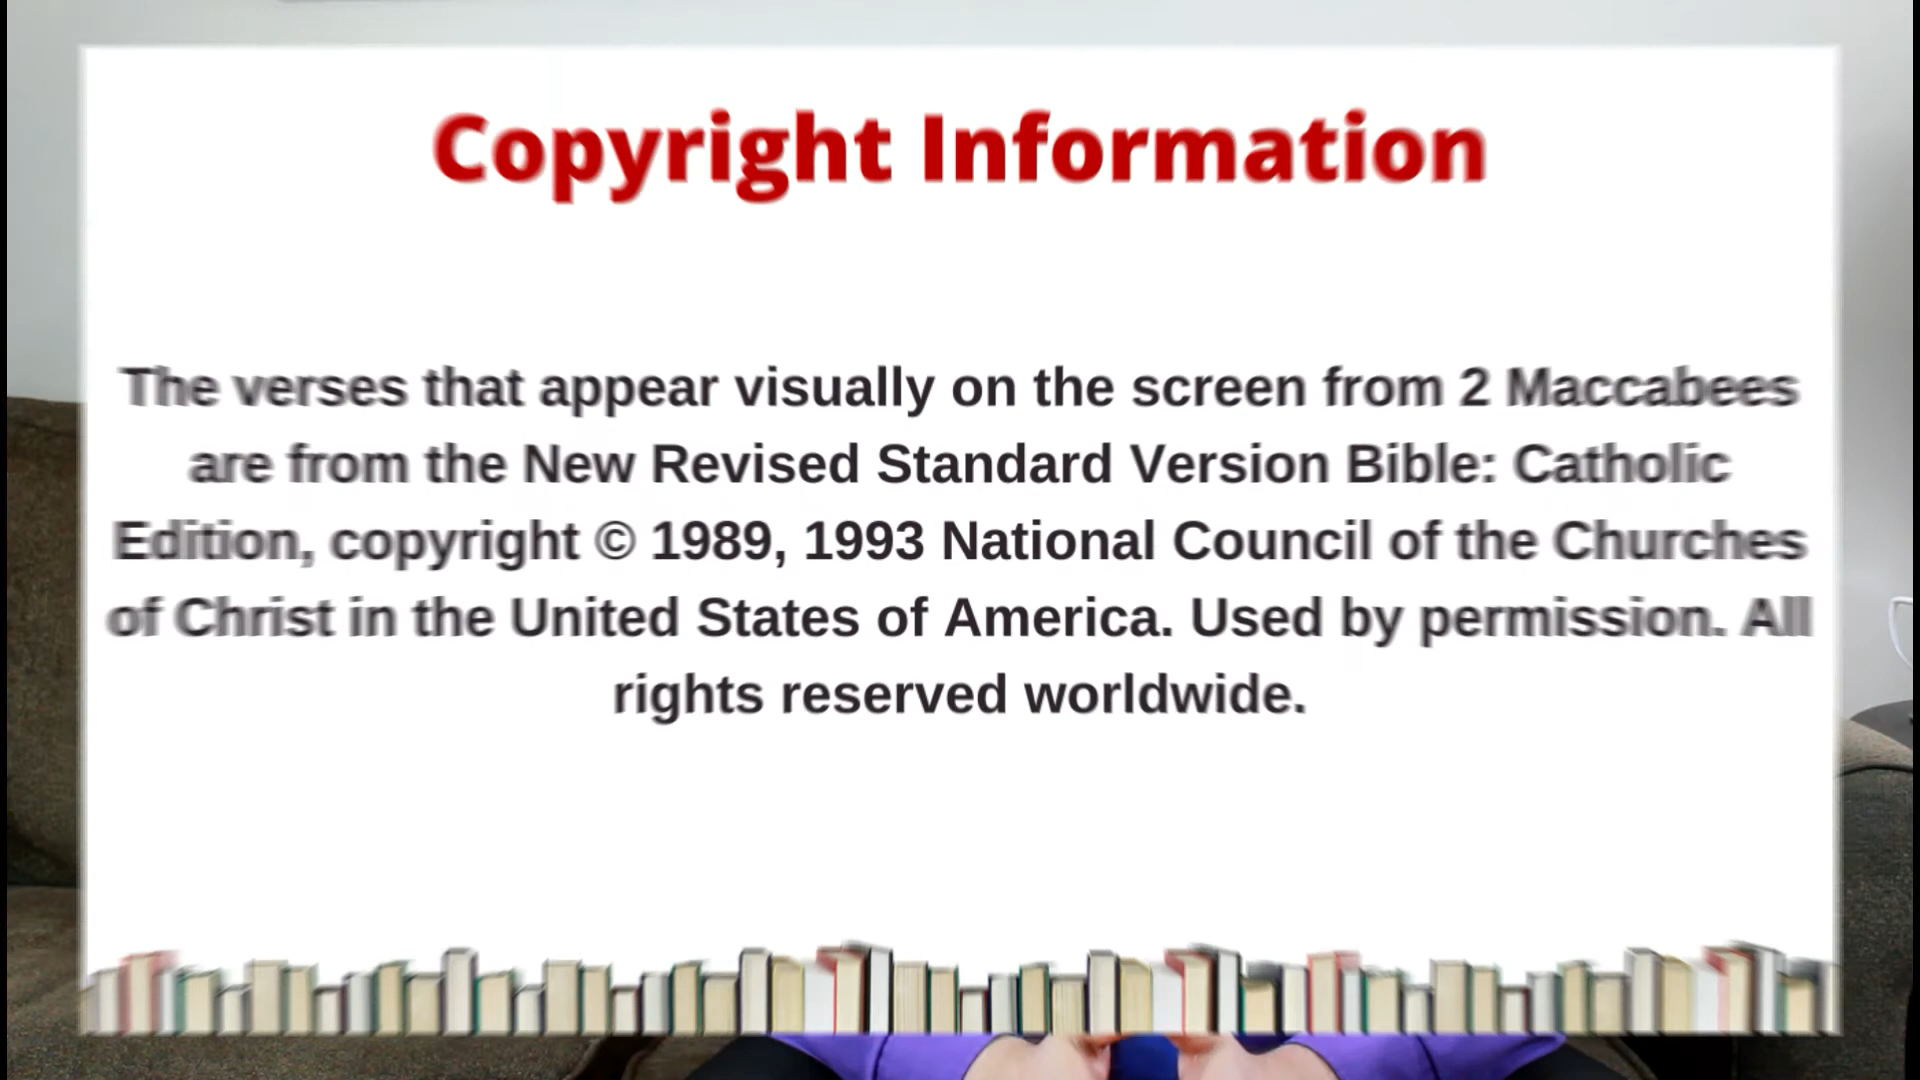 Copyright Information
The verses that appear visually on the screen from 2 Maccabees
are from the New Revised Standard Version Bible: Catholic
Edition, copyright © 1989, 1993 National Council of the Churches
of Christ in the United States of America. Used by permission. All
rights reserved worldwide.